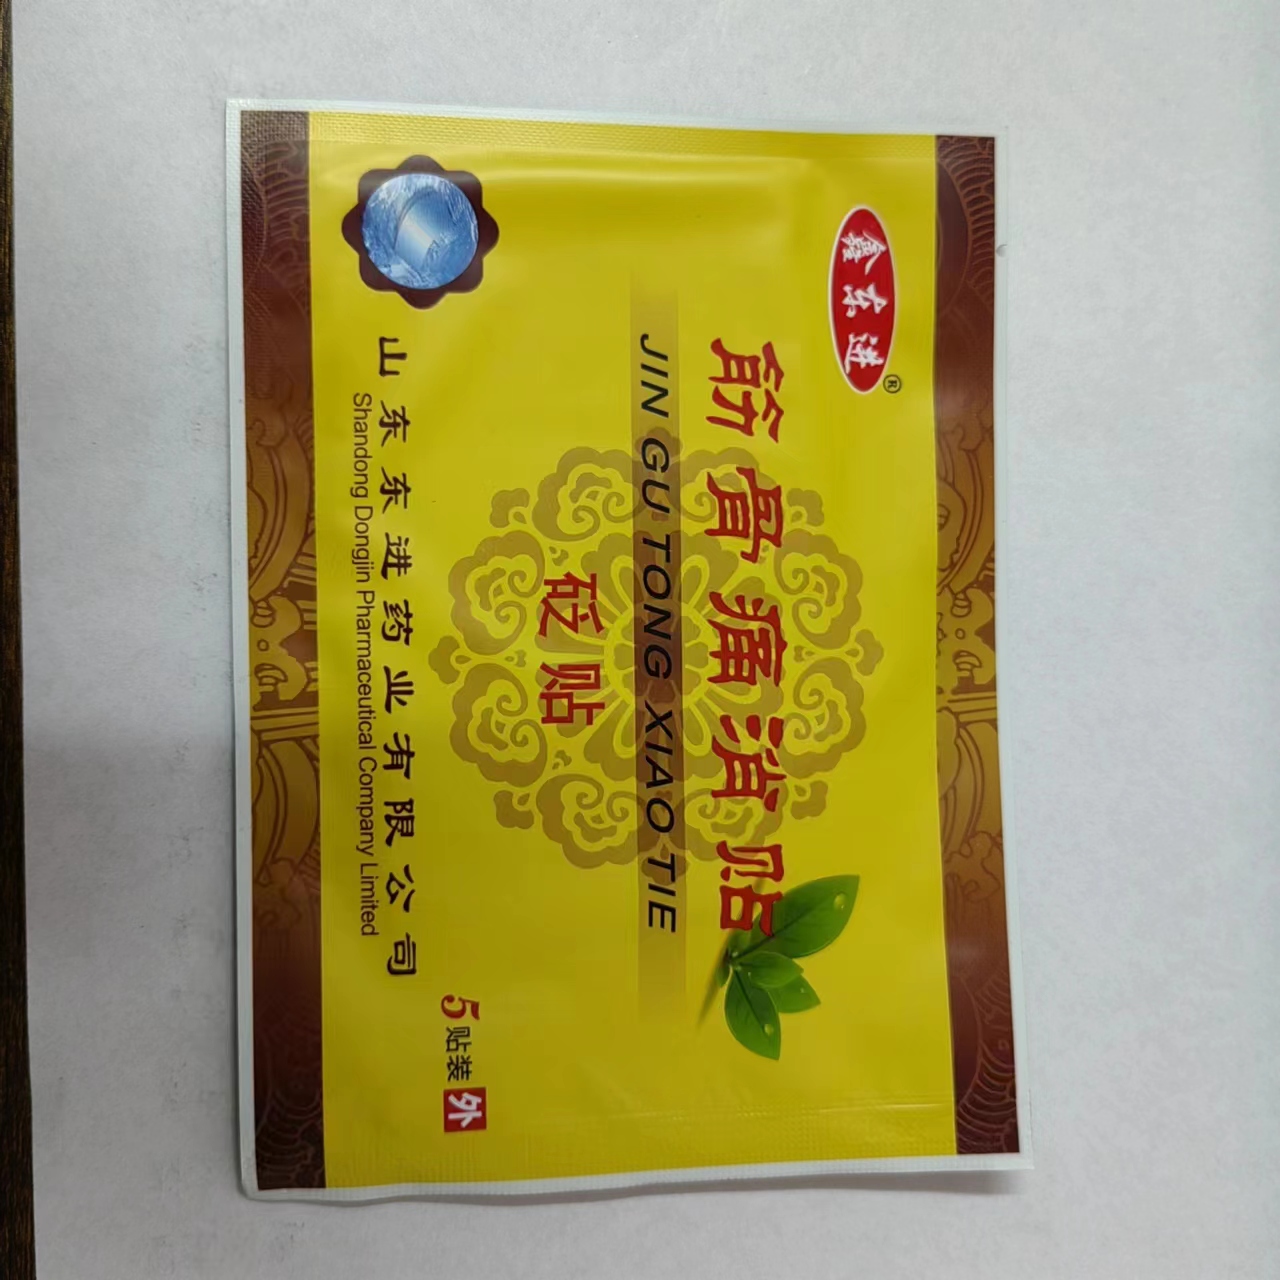 鑫东进®
筋骨痛消贴
JIN GU TONG XIAO TIE
砭贴
5贴装 外
山东东进药业有限公司
Shandong Dongjin Pharmaceutical Company Limited